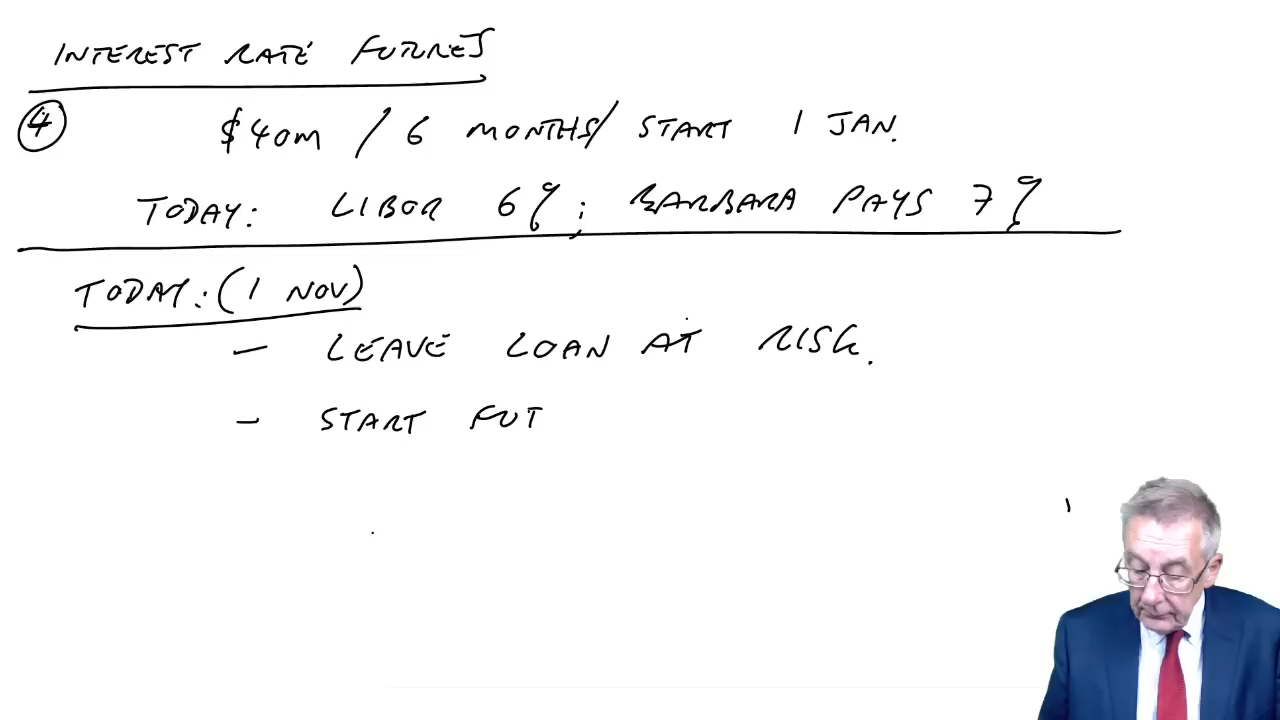 INTEREST RATE FUTURES
④ $40M / 6 MONTHS / START 1 JAN.
TODAY: LIBOR 6%; BARBARA PAYS 7%
TODAY: (1 NOV)
- LEAVE LOAN AT RISK.
- START FUT